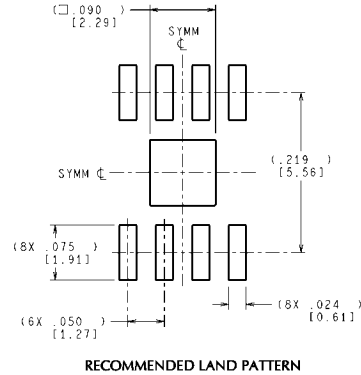 (□ .090 )
[2.29]
SYMM
℄
SYMM ℄
(.219 )
[5.56]
(8X .075 )
[1.91]
(6X .050 )
[1.27]
(8X .024 )
[0.61]
RECOMMENDED LAND PATTERN